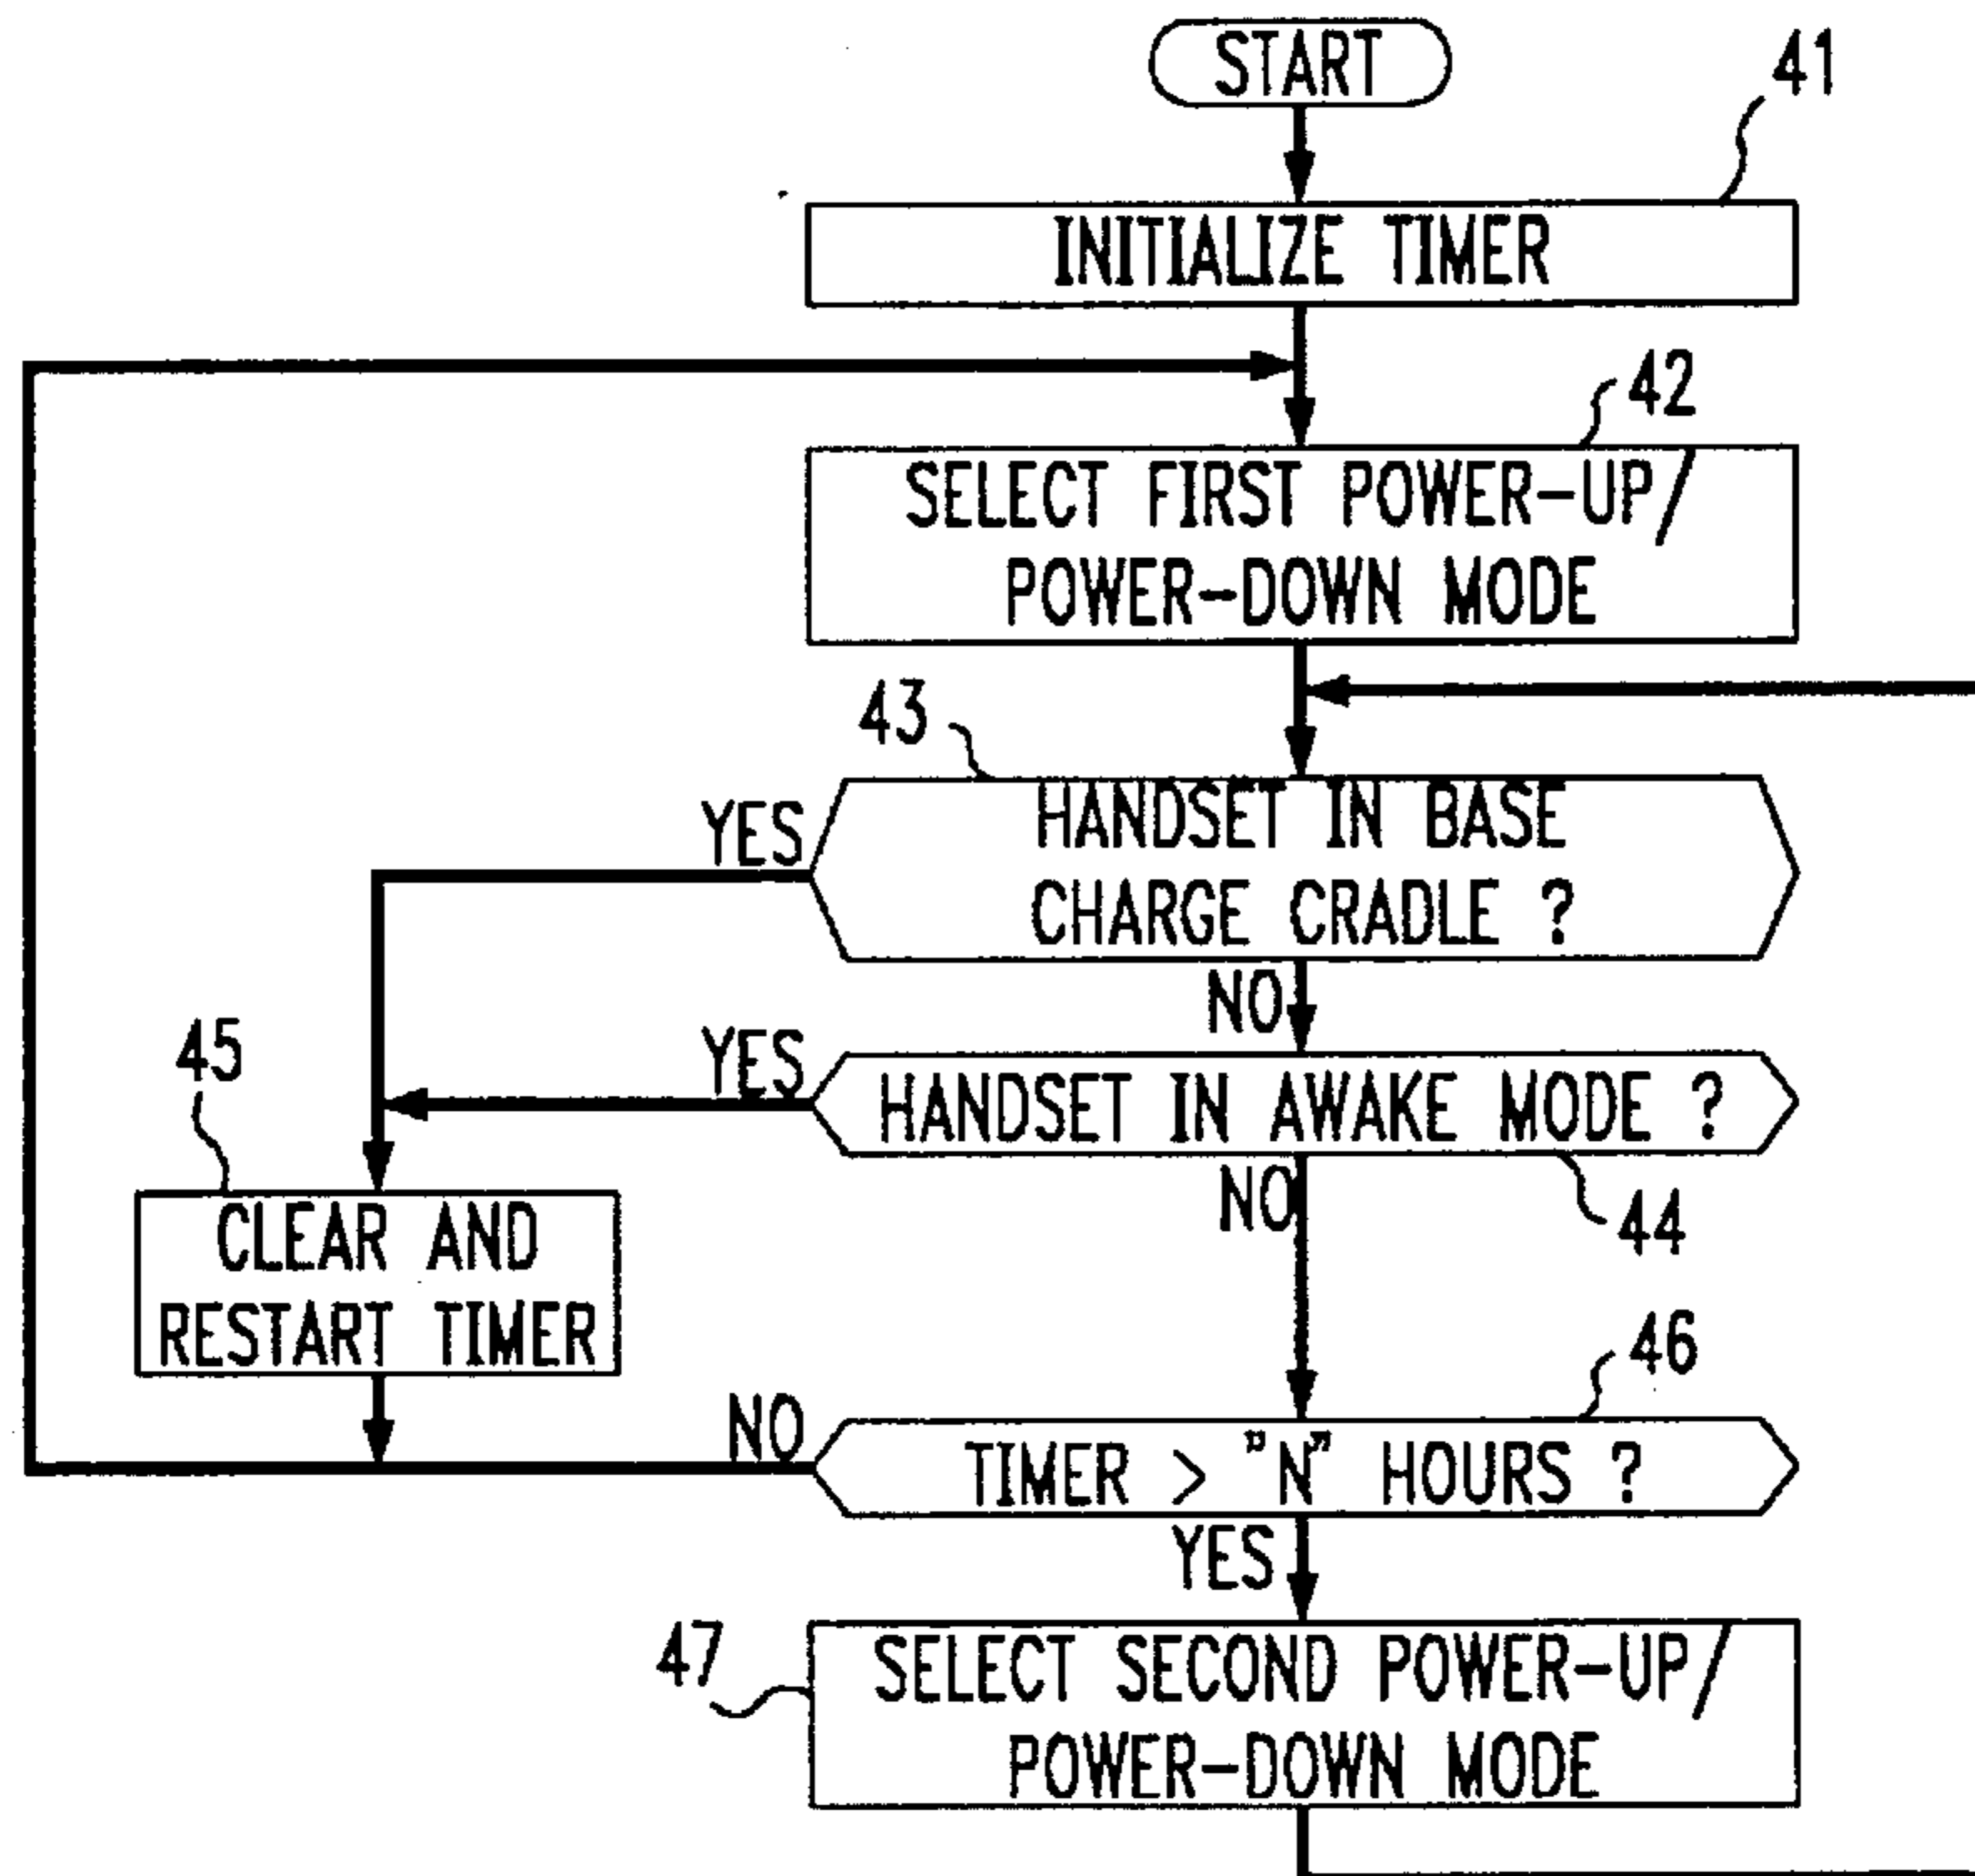 START
41
INITIALIZE TIMER
42
SELECT FIRST POWER-UP/
POWER-DOWN MODE
43
YES
HANDSET IN BASE
CHARGE CRADLE ?
NO
45
YES
HANDSET IN AWAKE MODE ?
NO
44
CLEAR AND
RESTART TIMER
46
NO
TIMER > "N" HOURS ?
YES
47
SELECT SECOND POWER-UP/
POWER-DOWN MODE